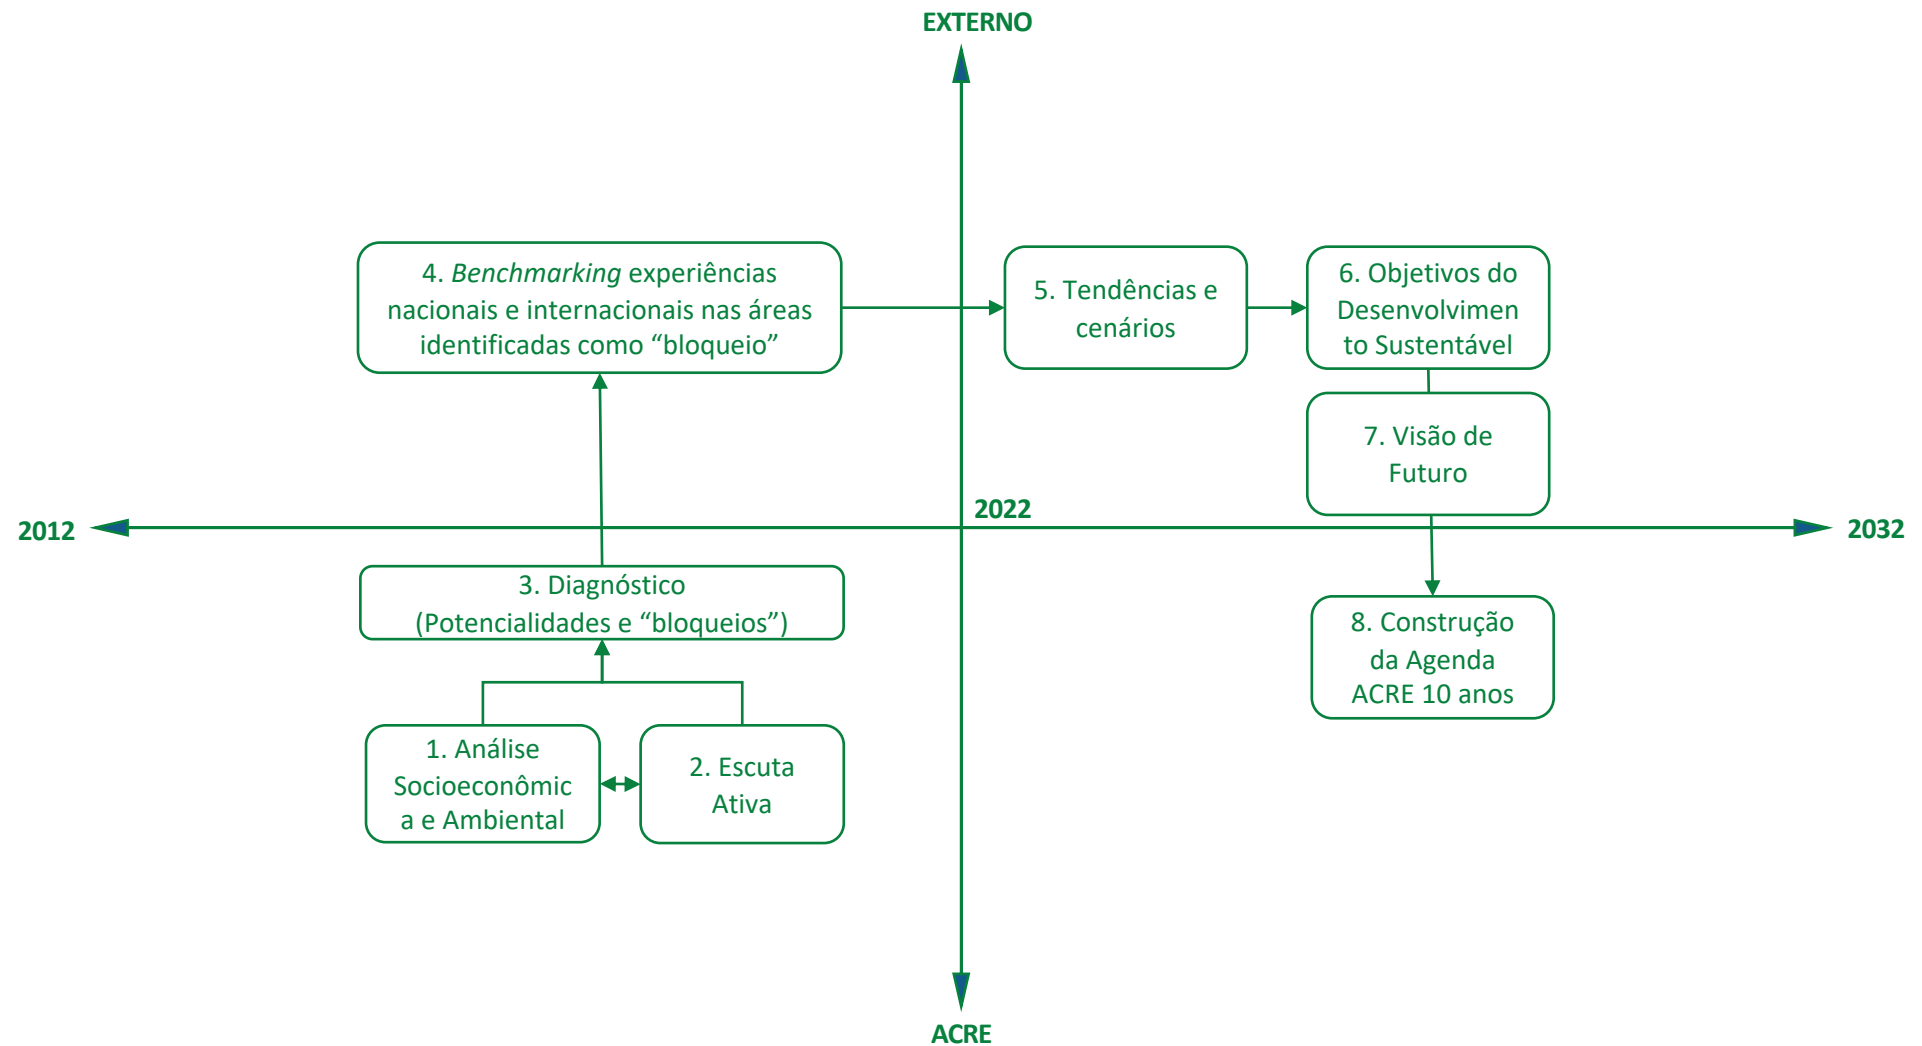 EXTERNO
4. Benchmarking experiências
nacionais e internacionais nas áreas
identificadas como “bloqueio”
5. Tendências e
cenários
6. Objetivos do
Desenvolvimen
to Sustentável
7. Visão de
Futuro
2012
2022
2032
3. Diagnóstico
(Potencialidades e “bloqueios”)
8. Construção
da Agenda
ACRE 10 anos
1. Análise
Socioeconômic
a e Ambiental
2. Escuta
Ativa
ACRE